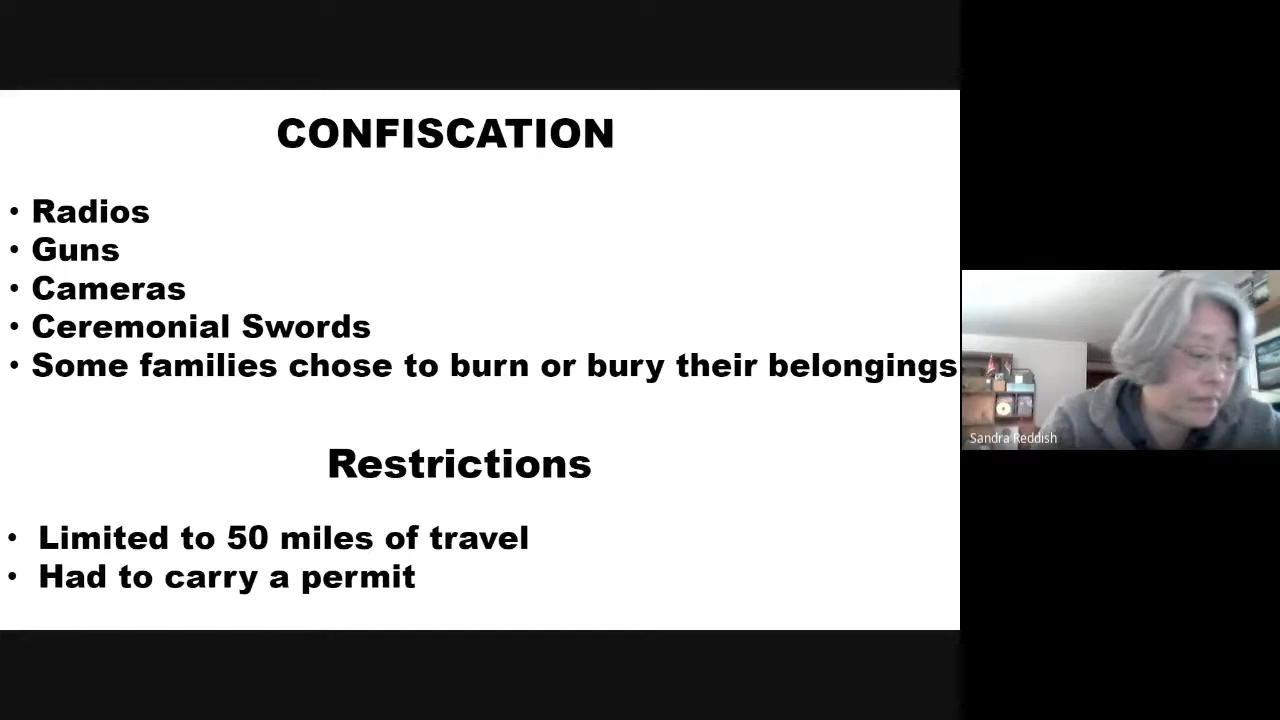 CONFISCATION
• Radios
• Guns
• Cameras
• Ceremonial Swords
• Some families chose to burn or bury their belongings
Restrictions
• Limited to 50 miles of travel
• Had to carry a permit
Sandra Reddish